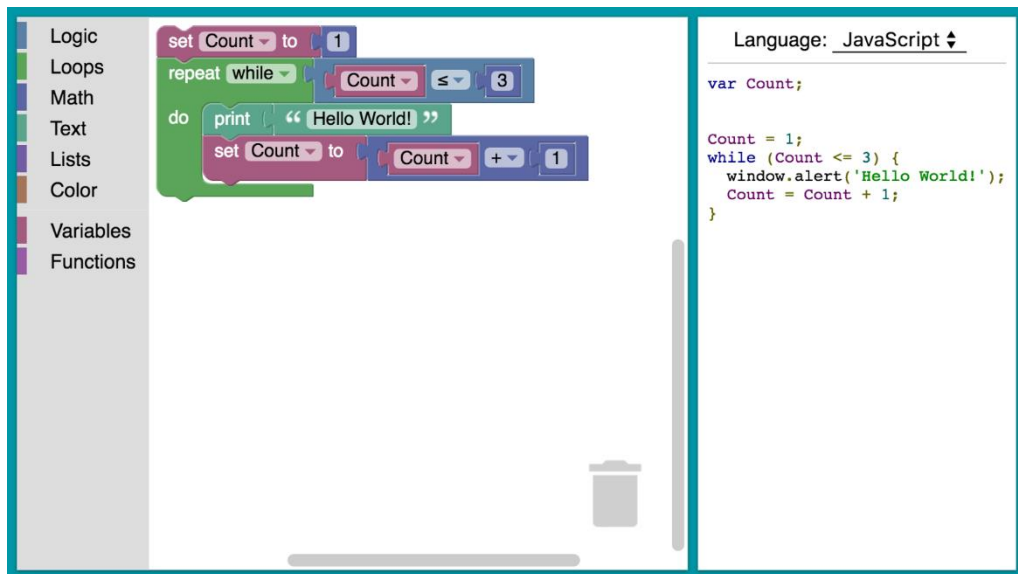 Logic
Loops
Math
Text
Lists
Color
Variables
Functions
set Count to 1
repeat while Count ≤ 3
do print “ Hello World! ”
set Count to Count + 1
Language: JavaScript
var Count;
Count = 1;
while (Count <= 3) {
window.alert('Hello World!');
Count = Count + 1;
}